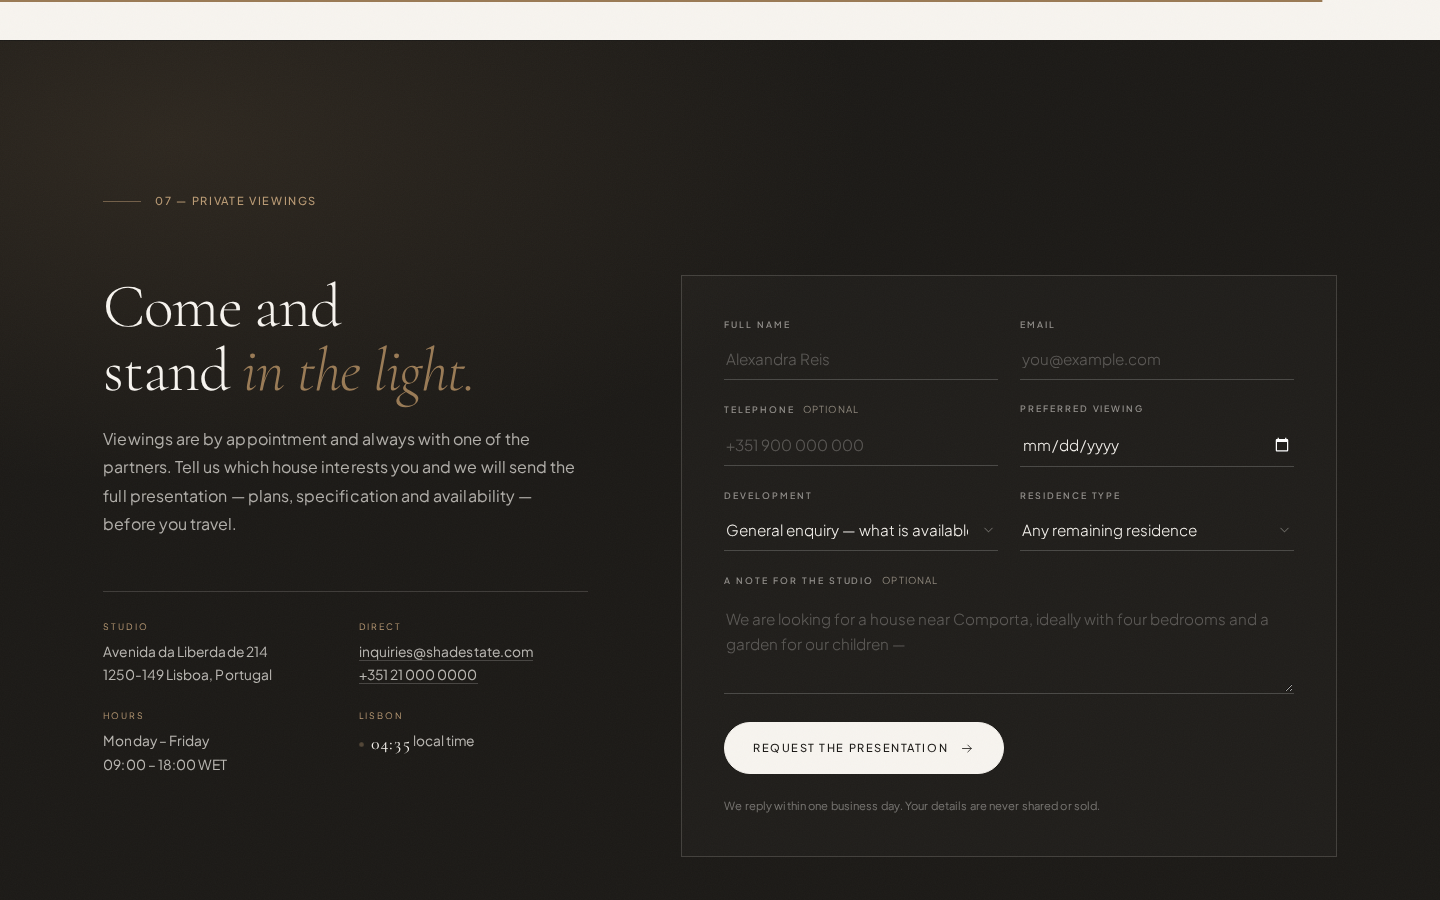 07 — PRIVATE VIEWINGS
Come and
stand in the light.
Viewings are by appointment and always with one of the
partners. Tell us which house interests you and we will send the
full presentation — plans, specification and availability —
before you travel.
STUDIO
Avenida da Liberdade 214
1250-149 Lisboa, Portugal
DIRECT
inquiries@shadestate.com
+351 21 000 0000
HOURS
Monday – Friday
09:00 – 18:00 WET
LISBON
04:35 local time
FULL NAME
Alexandra Reis
EMAIL
you@example.com
TELEPHONE OPTIONAL
+351 900 000 000
PREFERRED VIEWING
mm/dd/yyyy
DEVELOPMENT
General enquiry — what is availabl
RESIDENCE TYPE
Any remaining residence
A NOTE FOR THE STUDIO OPTIONAL
We are looking for a house near Comporta, ideally with four bedrooms and a
garden for our children —
REQUEST THE PRESENTATION →
We reply within one business day. Your details are never shared or sold.